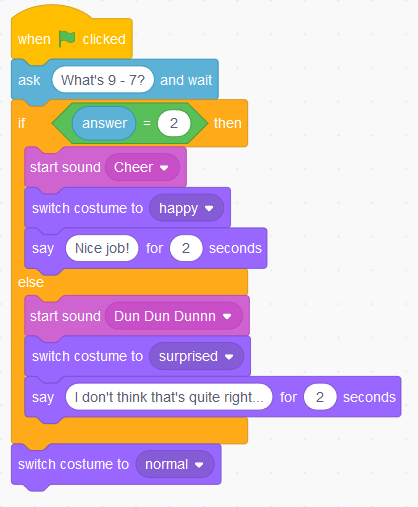 when clicked
ask What's 9 - 7? and wait
if answer = 2 then
start sound Cheer
switch costume to happy
say Nice job! for 2 seconds
else
start sound Dun Dun Dunnn
switch costume to surprised
say I don't think that's quite right... for 2 seconds
switch costume to normal